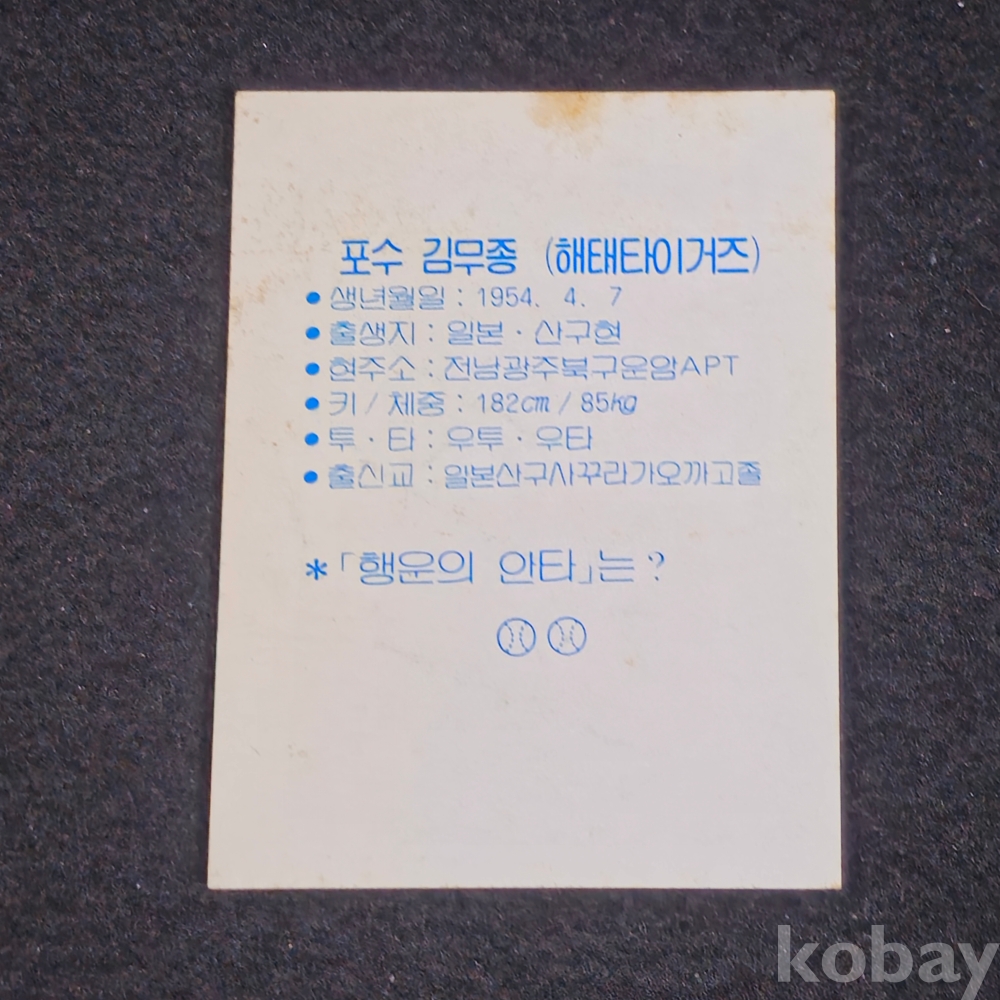 포수 김무종 (해태타이거즈)
• 생년월일 : 1954. 4. 7
• 출생지 : 일본 · 산구현
• 현주소 : 전남광주북구운암APT
• 키 / 체중 : 182cm / 85kg
• 투 · 타 : 우투 · 우타
• 출신교 : 일본산구사꾸라가오까고졸
*「행운의 안타」는?
kobay